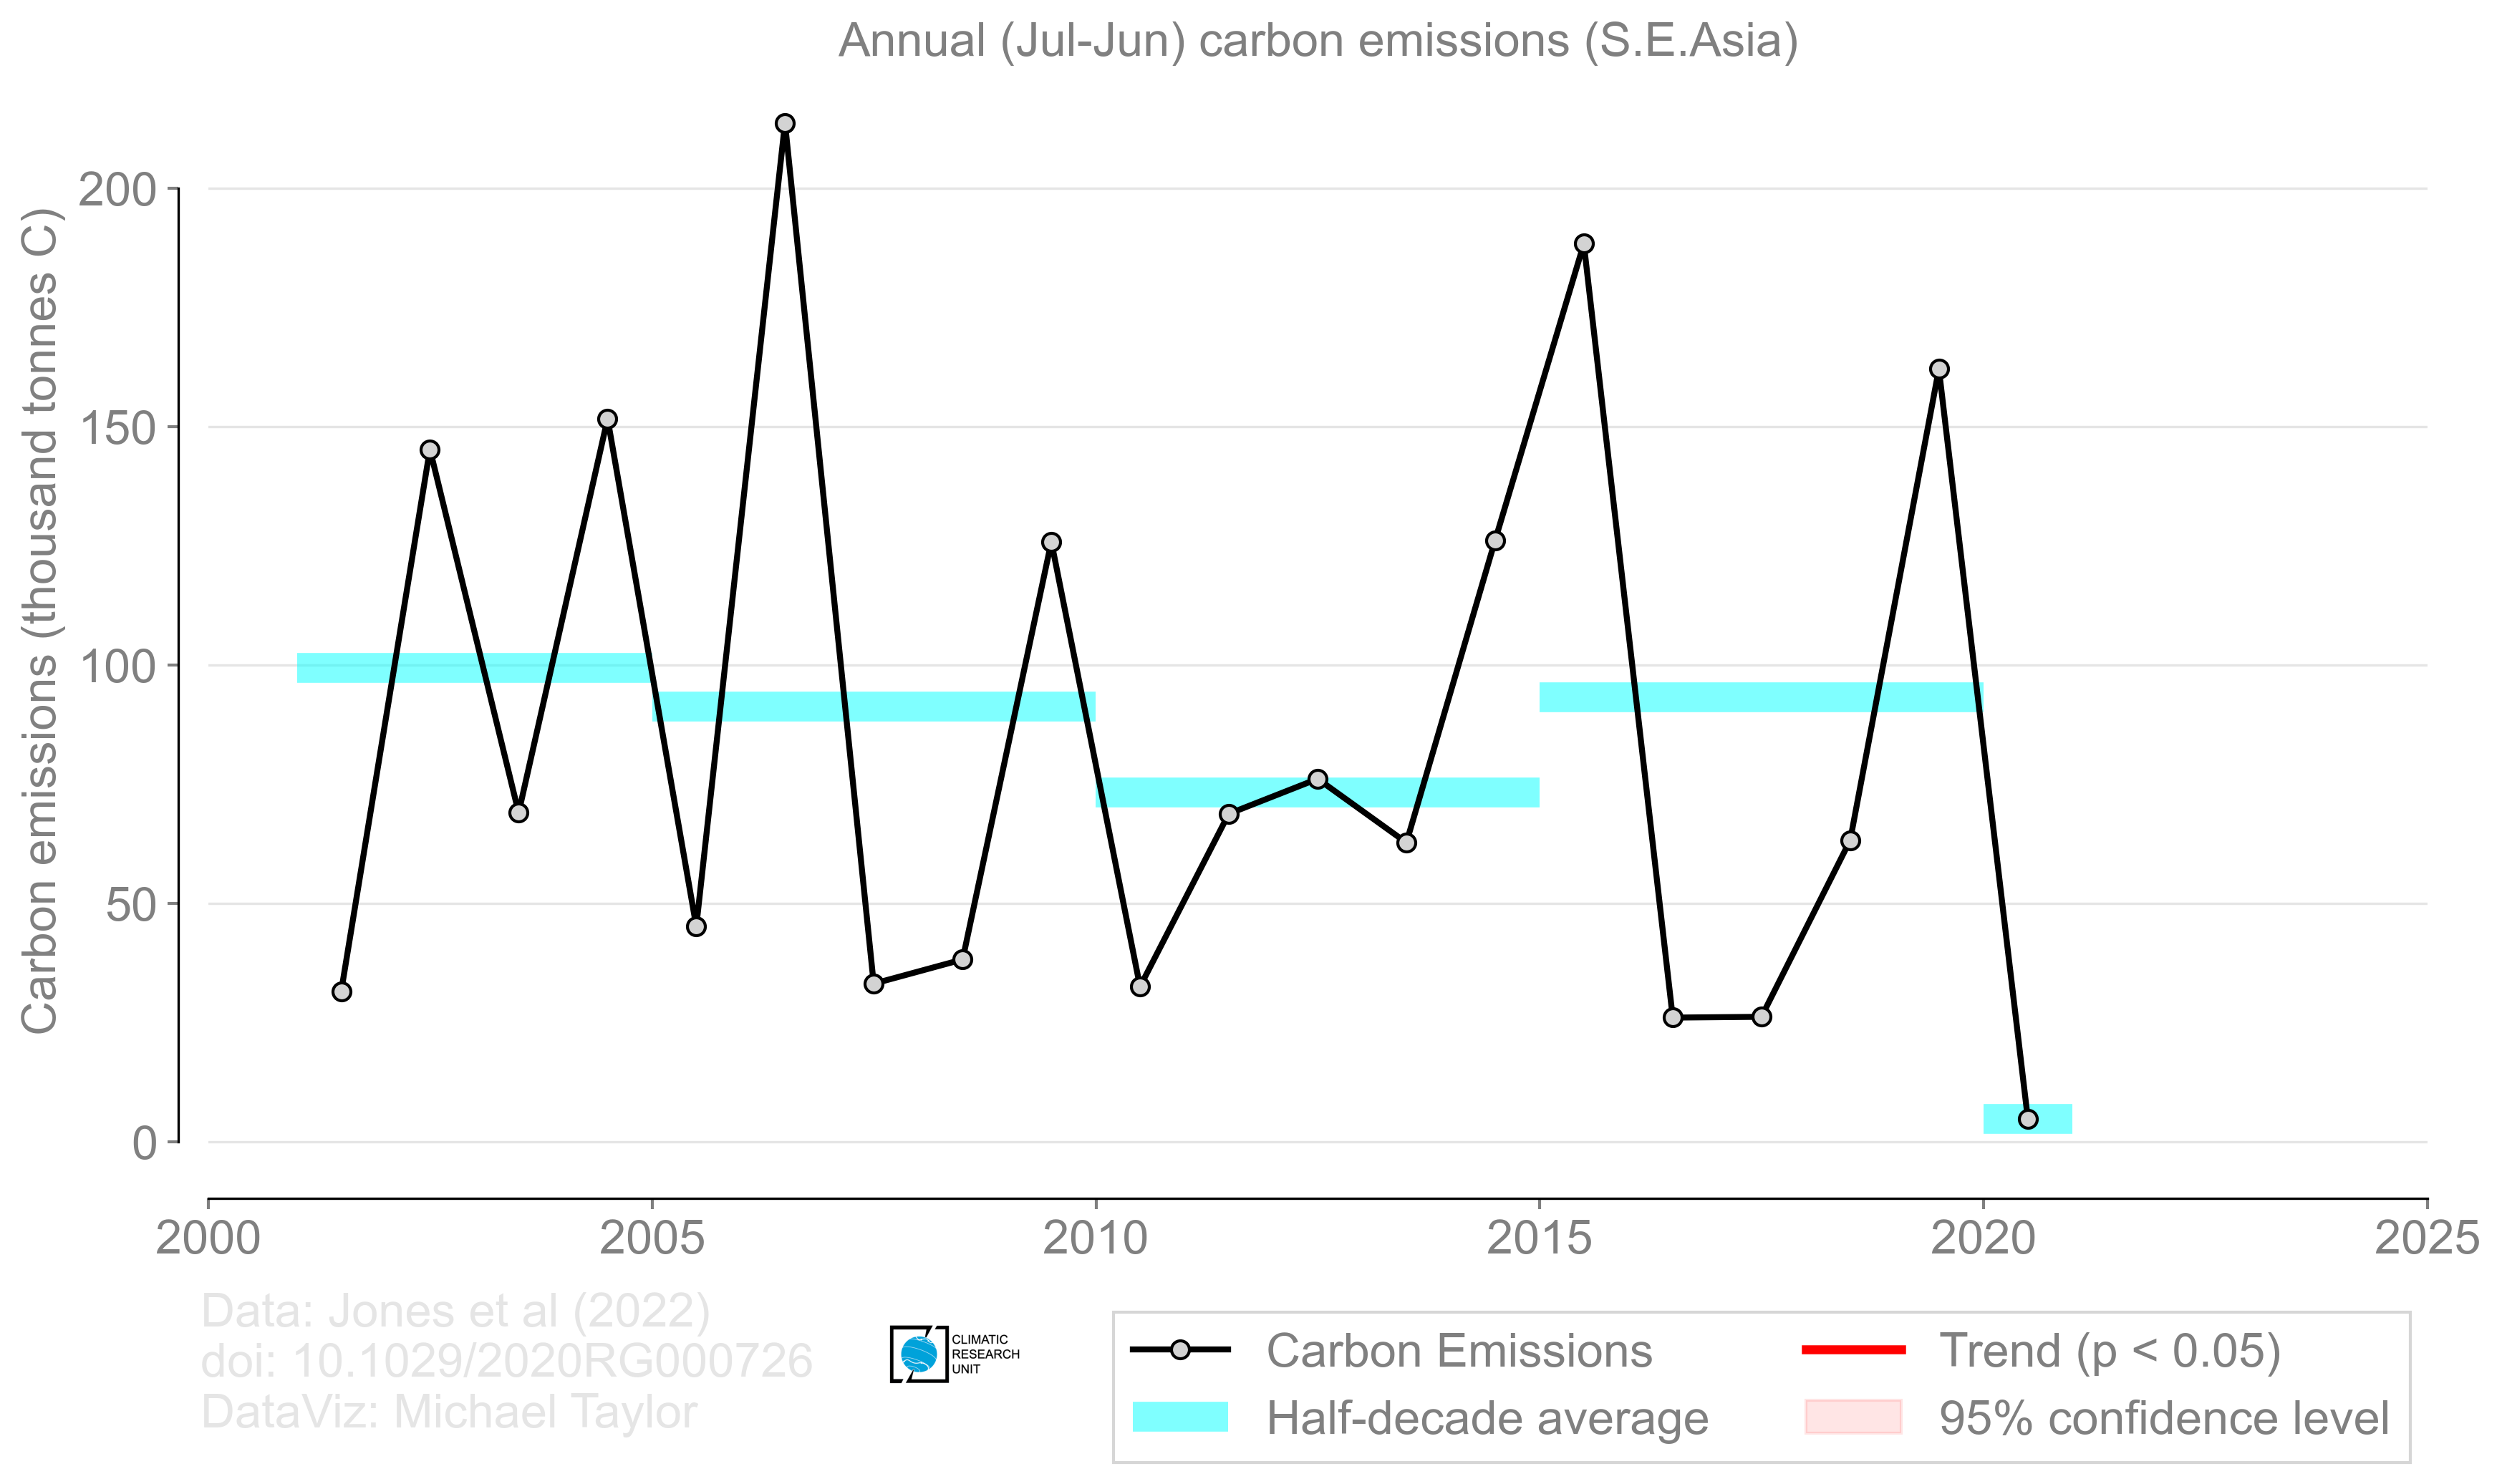 Annual (Jul-Jun) carbon emissions (S.E.Asia)
Carbon emissions (thousand tonnes C)
200
150
100
50
0
2000 2005 2010 2015 2020 2025
Data: Jones et al (2022)
doi: 10.1029/2020RG000726
DataViz: Michael Taylor
CLIMATIC
RESEARCH
UNIT
Carbon Emissions
Half-decade average
Trend (p < 0.05)
95% confidence level